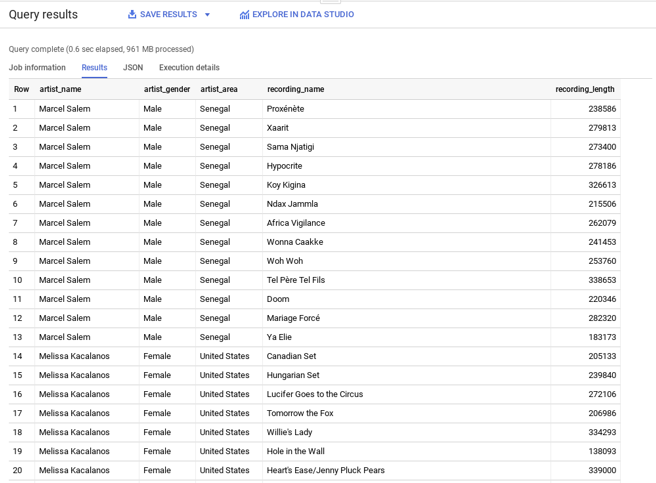 Query results SAVE RESULTS EXPLORE IN DATA STUDIO
Query complete (0.6 sec elapsed, 961 MB processed)
Job information Results JSON Execution details
Row artist_name artist_gender artist_area recording_name recording_length
1 Marcel Salem Male Senegal Proxénète 238586
2 Marcel Salem Male Senegal Xaarit 279813
3 Marcel Salem Male Senegal Sama Njatigi 273400
4 Marcel Salem Male Senegal Hypocrite 278186
5 Marcel Salem Male Senegal Koy Kigina 326613
6 Marcel Salem Male Senegal Ndax Jammla 215506
7 Marcel Salem Male Senegal Africa Vigilance 262079
8 Marcel Salem Male Senegal Wonna Caakke 241453
9 Marcel Salem Male Senegal Woh Woh 253760
10 Marcel Salem Male Senegal Tel Père Tel Fils 338653
11 Marcel Salem Male Senegal Doom 220346
12 Marcel Salem Male Senegal Mariage Forcé 282320
13 Marcel Salem Male Senegal Ya Elie 183173
14 Melissa Kacalanos Female United States Canadian Set 205133
15 Melissa Kacalanos Female United States Hungarian Set 239840
16 Melissa Kacalanos Female United States Lucifer Goes to the Circus 272106
17 Melissa Kacalanos Female United States Tomorrow the Fox 206986
18 Melissa Kacalanos Female United States Willie's Lady 334293
19 Melissa Kacalanos Female United States Hole in the Wall 138093
20 Melissa Kacalanos Female United States Heart's Ease/Jenny Pluck Pears 339000